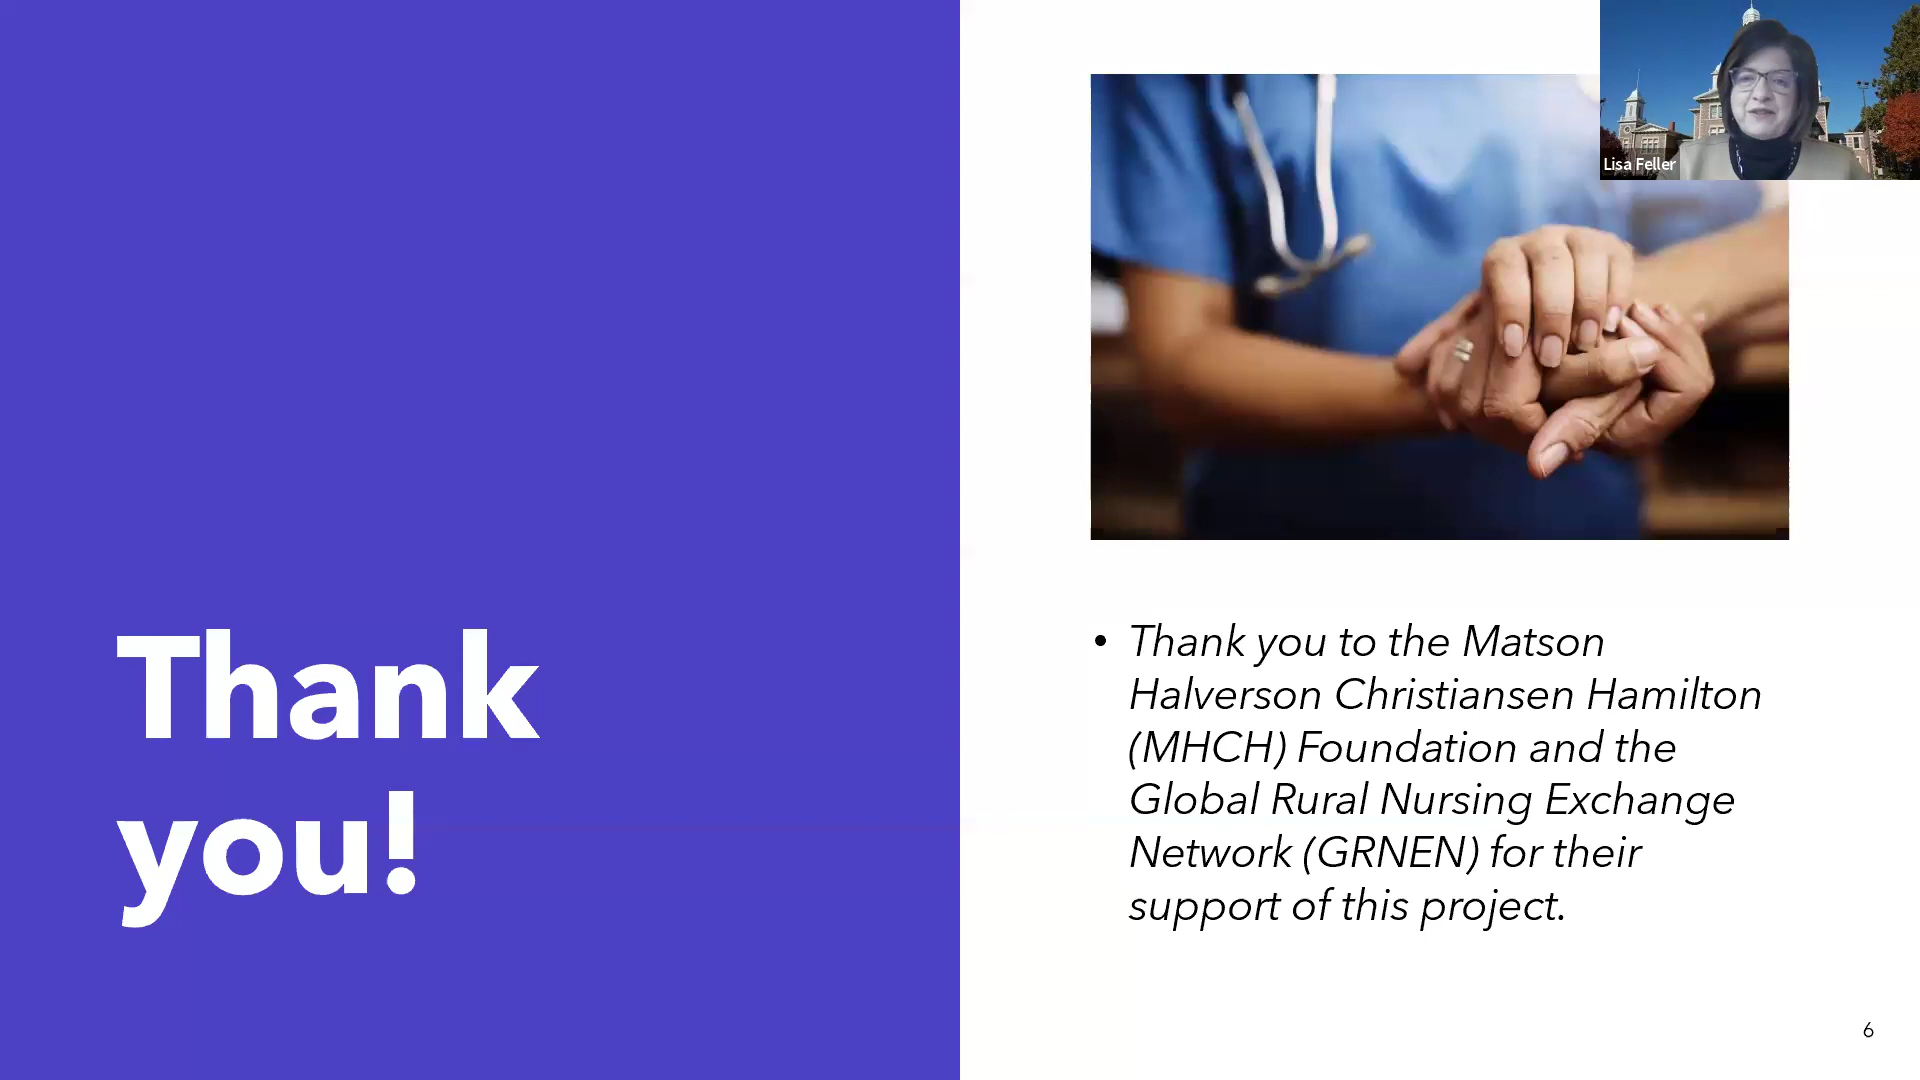 Thank
you!
Lisa Feller
• Thank you to the Matson
Halverson Christiansen Hamilton
(MHCH) Foundation and the
Global Rural Nursing Exchange
Network (GRNEN) for their
support of this project.
6